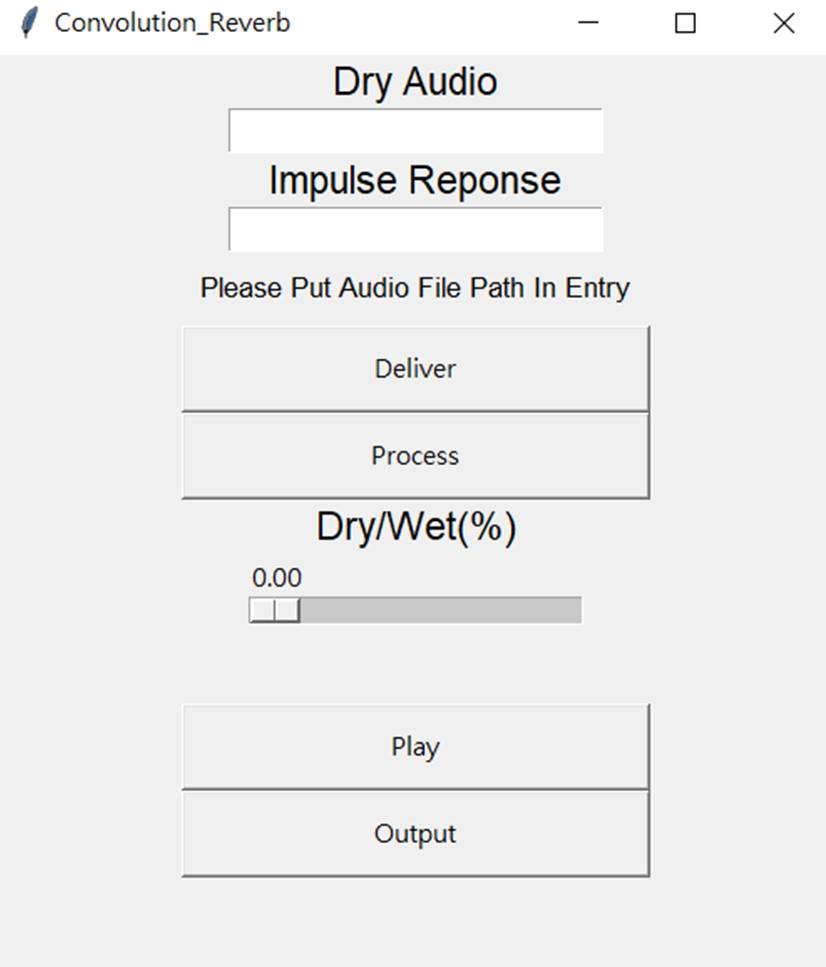 Convolution_Reverb
Dry Audio
Impulse Reponse
Please Put Audio File Path In Entry
Deliver
Process
Dry/Wet(%)
0.00
Play
Output